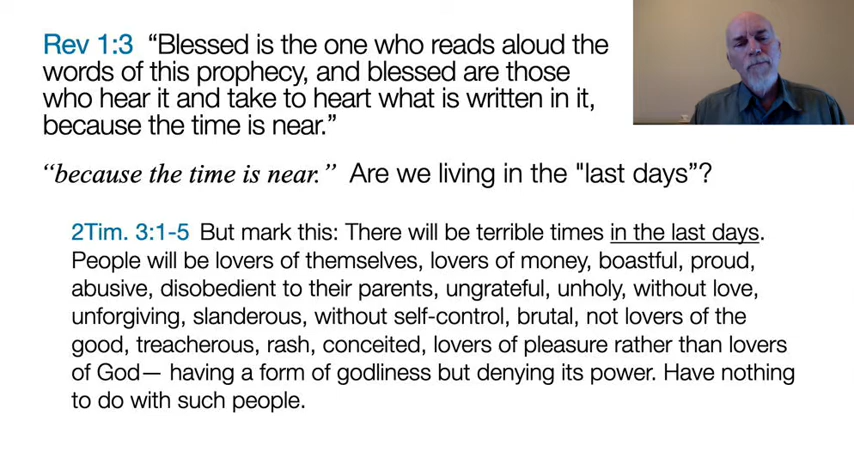 Rev 1:3 “Blessed is the one who reads aloud the
words of this prophecy, and blessed are those
who hear it and take to heart what is written in it,
because the time is near.”
“because the time is near.” Are we living in the "last days”?
2Tim. 3:1-5 But mark this: There will be terrible times in the last days.
People will be lovers of themselves, lovers of money, boastful, proud,
abusive, disobedient to their parents, ungrateful, unholy, without love,
unforgiving, slanderous, without self-control, brutal, not lovers of the
good, treacherous, rash, conceited, lovers of pleasure rather than lovers
of God— having a form of godliness but denying its power. Have nothing
to do with such people.